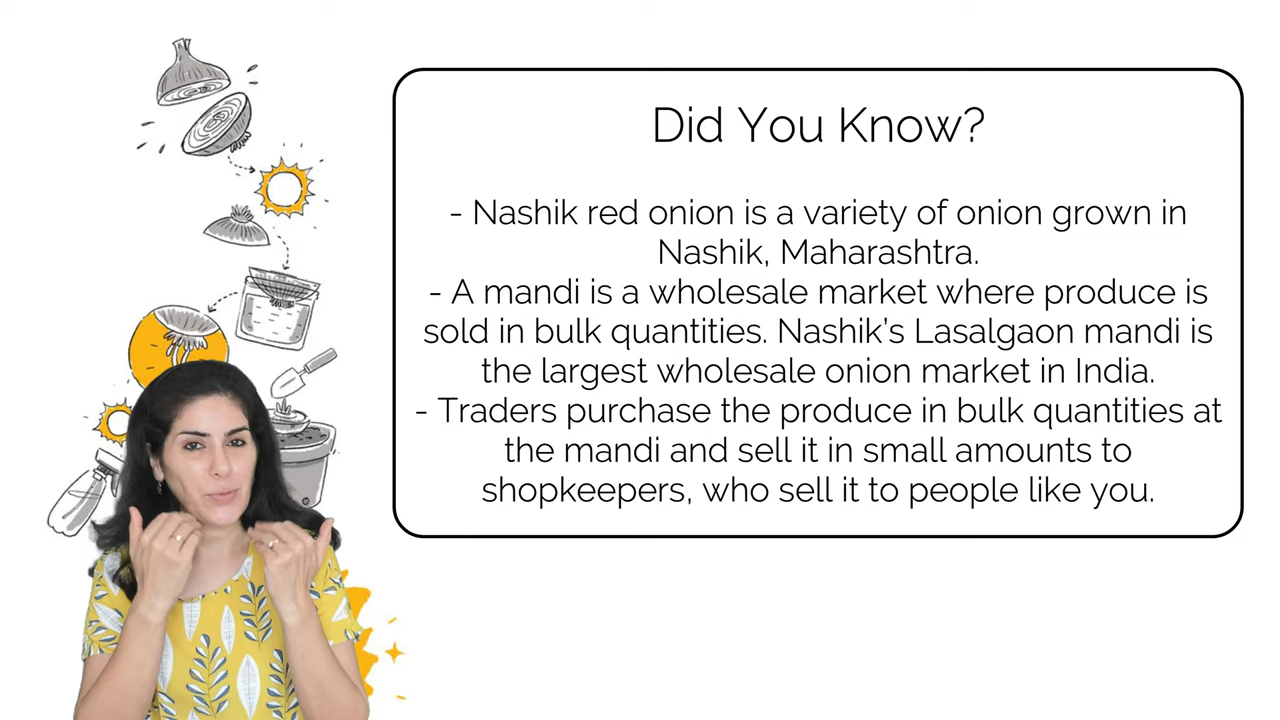 Did You Know?
- Nashik red onion is a variety of onion grown in
Nashik, Maharashtra.
- A mandi is a wholesale market where produce is
sold in bulk quantities. Nashik’s Lasalgaon mandi is
the largest wholesale onion market in India.
- Traders purchase the produce in bulk quantities at
the mandi and sell it in small amounts to
shopkeepers, who sell it to people like you.